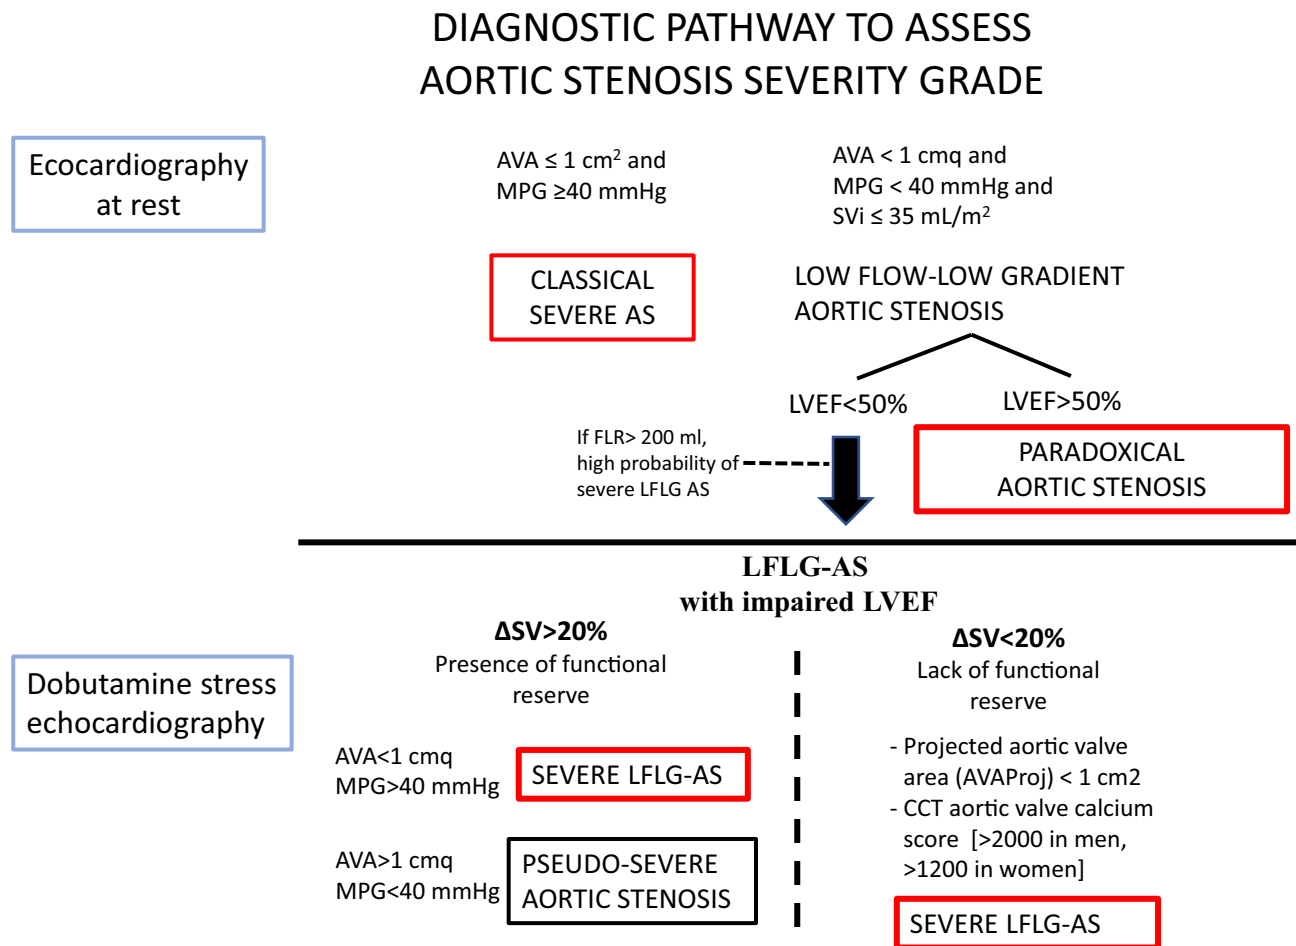 DIAGNOSTIC PATHWAY TO ASSESS
AORTIC STENOSIS SEVERITY GRADE
Ecocardiography
at rest
AVA ≤ 1 cm² and
MPG ≥40 mmHg
AVA < 1 cmq and
MPG < 40 mmHg and
SVi ≤ 35 mL/m²
CLASSICAL
SEVERE AS
LOW FLOW-LOW GRADIENT
AORTIC STENOSIS
LVEF<50%
LVEF>50%
If FLR> 200 ml,
high probability of
severe LFLG AS
PARADOXICAL
AORTIC STENOSIS
LFLG-AS
with impaired LVEF
Dobutamine stress
echocardiography
ΔSV>20%
Presence of functional
reserve
AVA<1 cmq
MPG>40 mmHg
SEVERE LFLG-AS
AVA>1 cmq
MPG<40 mmHg
PSEUDO-SEVERE
AORTIC STENOSIS
ΔSV<20%
Lack of functional
reserve
- Projected aortic valve
area (AVAProj) < 1 cm2
- CCT aortic valve calcium
score [>2000 in men,
>1200 in women]
SEVERE LFLG-AS